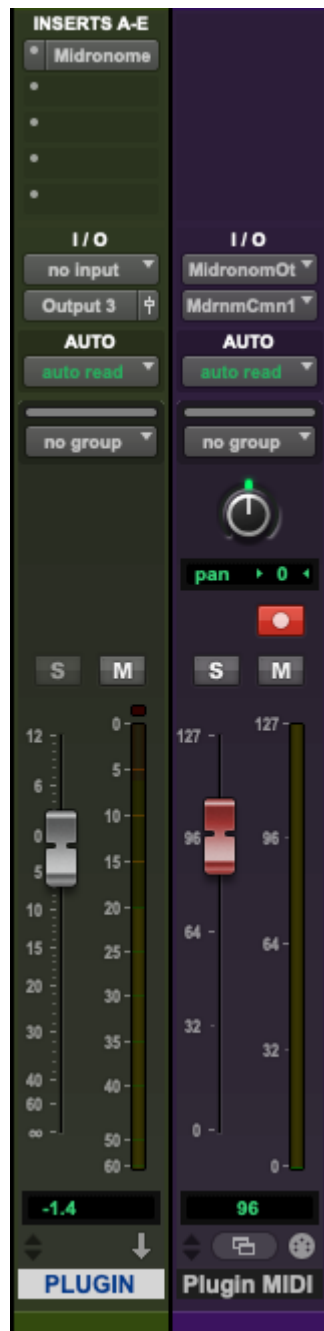 INSERTS A-E
Midronome
I / O
no input
Output 3
AUTO
auto read
no group
S M
12
6
0
5
10
15
20
30
40
60
∞
0
5
10
15
20
25
30
35
40
50
60
-1.4
PLUGIN
I / O
MidronomOt
MdrnmCmn1
AUTO
auto read
no group
pan 0
S M
127
96
64
32
0
127
96
64
32
0
96
Plugin MIDI